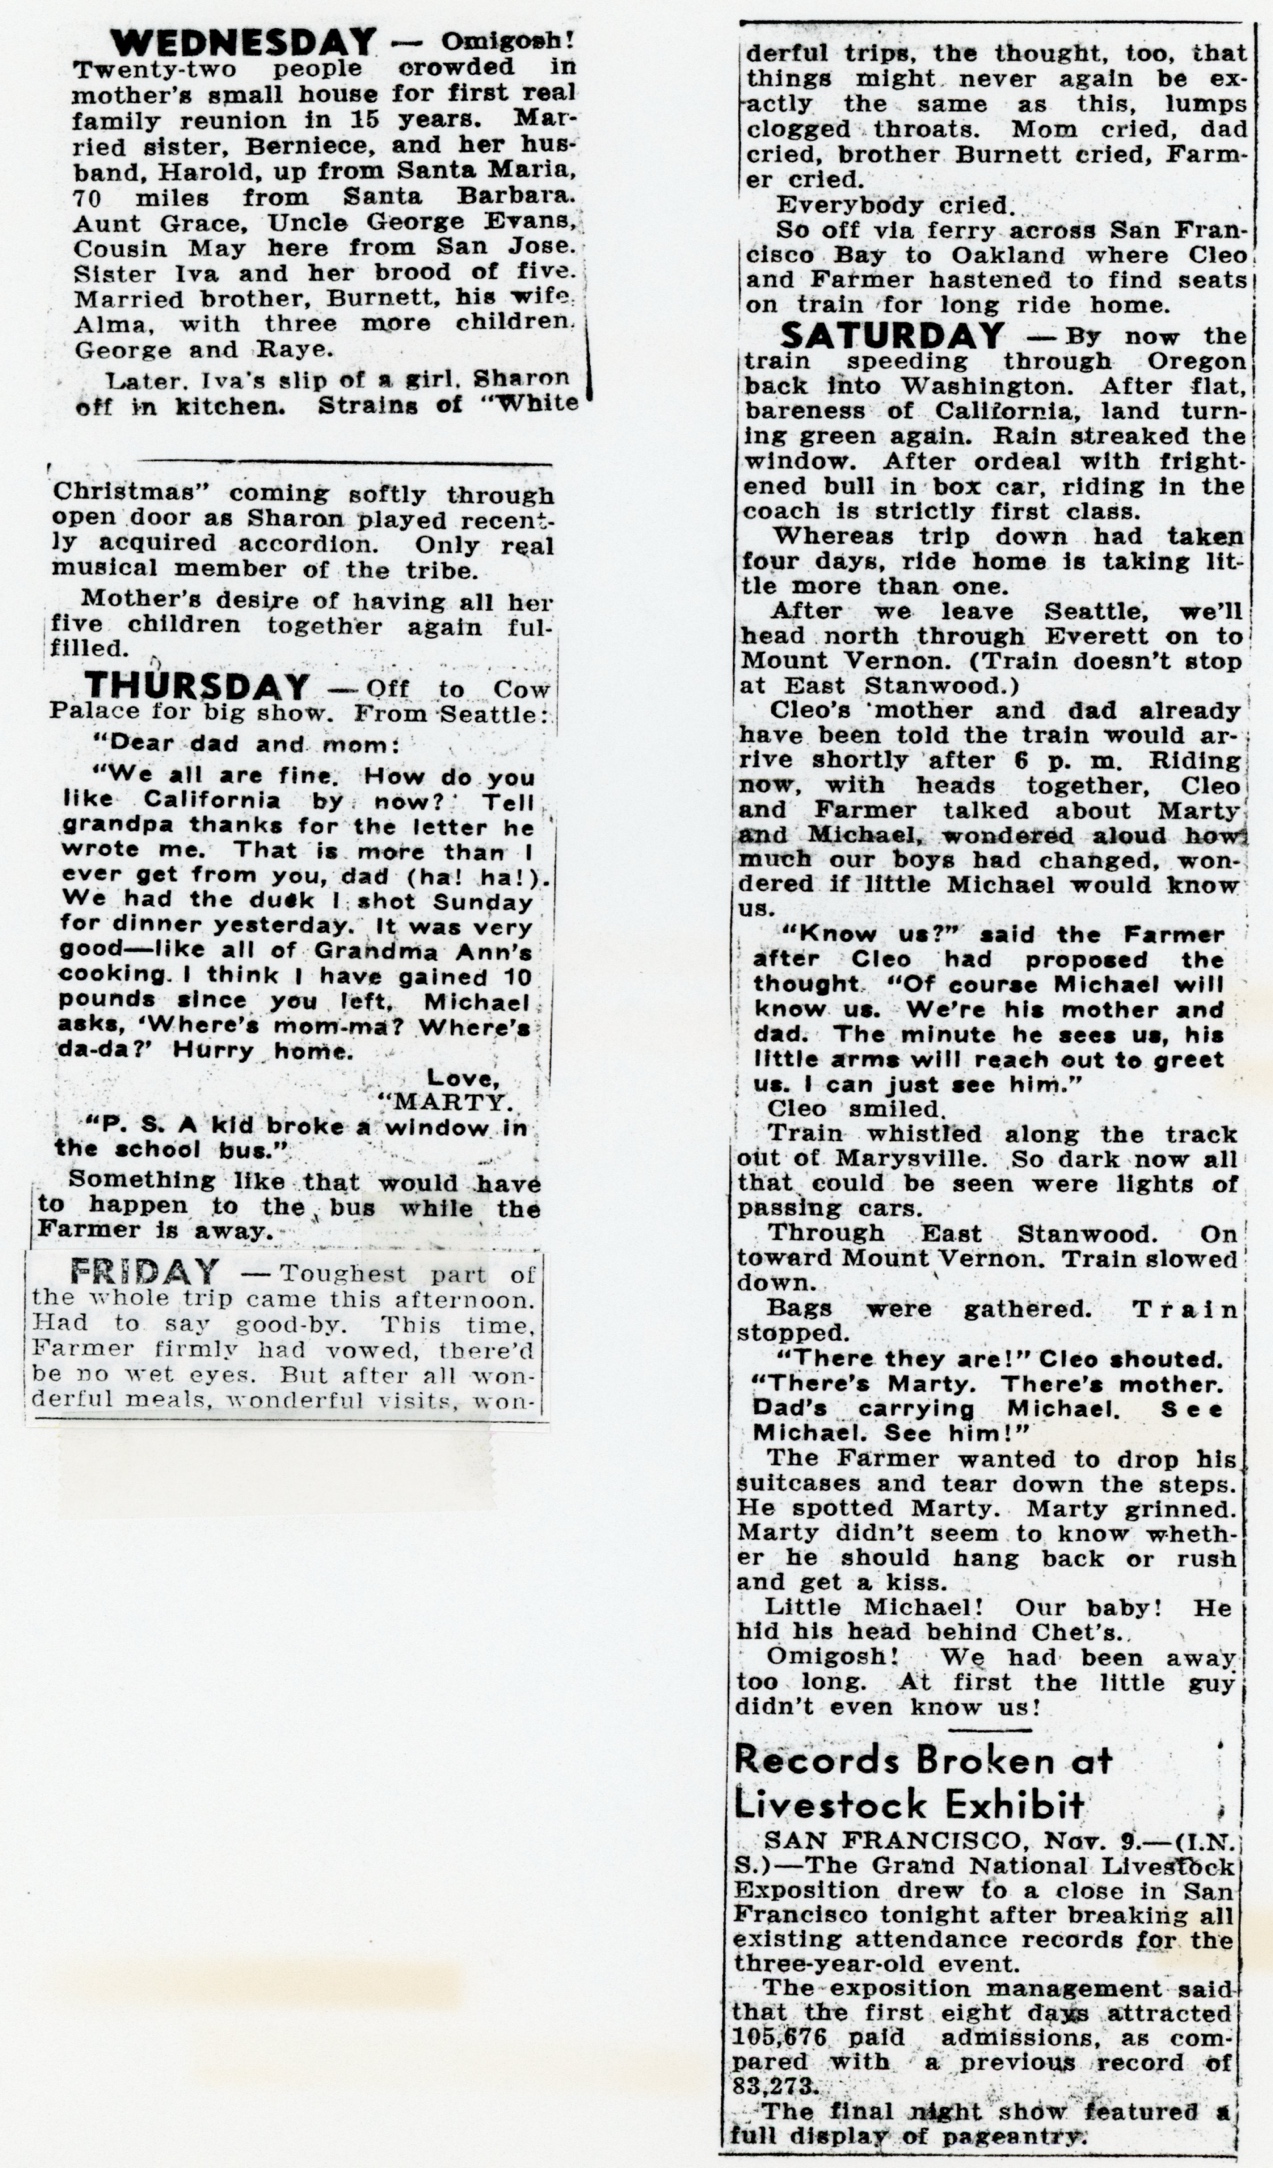 WEDNESDAY — Omigosh!
Twenty-two people crowded in
mother's small house for first real
family reunion in 15 years. Mar-
ried sister, Berniece, and her hus-
band, Harold, up from Santa Maria,
70 miles from Santa Barbara.
Aunt Grace, Uncle George Evans,
Cousin May here from San Jose.
Sister Iva and her brood of five.
Married brother, Burnett, his wife,
Alma, with three more children,
George and Raye.
Later. Iva's slip of a girl, Sharon
off in kitchen. Strains of "White
Christmas" coming softly through
open door as Sharon played recent-
ly acquired accordion. Only real
musical member of the tribe.
Mother's desire of having all her
five children together again ful-
filled.
THURSDAY — Off to Cow
Palace for big show. From Seattle:
"Dear dad and mom:
"We all are fine. How do you
like California by now? Tell
grandpa thanks for the letter he
wrote me. That is more than I
ever get from you, dad (ha! ha!).
We had the duck I shot Sunday
for dinner yesterday. It was very
good—like all of Grandma Ann's
cooking. I think I have gained 10
pounds since you left. Michael
asks, 'Where's mom-ma? Where's
da-da?' Hurry home.
Love,
"MARTY.
"P. S. A kid broke a window in
the school bus."
Something like that would have
to happen to the bus while the
Farmer is away.
FRIDAY — Toughest part of
the whole trip came this afternoon.
Had to say good-by. This time,
Farmer firmly had vowed, there'd
be no wet eyes. But after all won-
derful meals, wonderful visits, won-
derful trips, the thought, too, that
things might never again be ex-
actly the same as this, lumps
clogged throats. Mom cried, dad
cried, brother Burnett cried, Farm-
er cried.
Everybody cried.
So off via ferry across San Fran-
cisco Bay to Oakland where Cleo
and Farmer hastened to find seats
on train for long ride home.
SATURDAY — By now the
train speeding through Oregon
back into Washington. After flat,
bareness of California, land turn-
ing green again. Rain streaked the
window. After ordeal with fright-
ened bull in box car, riding in the
coach is strictly first class.
Whereas trip down had taken
four days, ride home is taking lit-
tle more than one.
After we leave Seattle, we'll
head north through Everett on to
Mount Vernon. (Train doesn't stop
at East Stanwood.)
Cleo's mother and dad already
have been told the train would ar-
rive shortly after 6 p. m. Riding
now, with heads together, Cleo
and Farmer talked about Marty
and Michael, wondered aloud how
much our boys had changed, won-
dered if little Michael would know
us.
"Know us?" said the Farmer
after Cleo had proposed the
thought. "Of course Michael will
know us. We're his mother and
dad. The minute he sees us, his
little arms will reach out to greet
us. I can just see him."
Cleo smiled.
Train whistled along the track
out of Marysville. So dark now all
that could be seen were lights of
passing cars.
Through East Stanwood. On
toward Mount Vernon. Train slowed
down.
Bags were gathered. Train
stopped.
"There they are!" Cleo shouted.
"There's Marty. There's mother.
Dad's carrying Michael. See
Michael. See him!"
The Farmer wanted to drop his
suitcases and tear down the steps.
He spotted Marty. Marty grinned.
Marty didn't seem to know wheth-
er he should hang back or rush
and get a kiss.
Little Michael! Our baby! He
hid his head behind Chet's.
Omigosh! We had been away
too long. At first the little guy
didn't even know us!
Records Broken at
Livestock Exhibit
SAN FRANCISCO, Nov. 9.—(I.N.
S.)—The Grand National Livestock
Exposition drew to a close in San
Francisco tonight after breaking all
existing attendance records for the
three-year-old event.
The exposition management said
that the first eight days attracted
105,676 paid admissions, as com-
pared with a previous record of
83,273.
The final night show featured a
full display of pageantry.